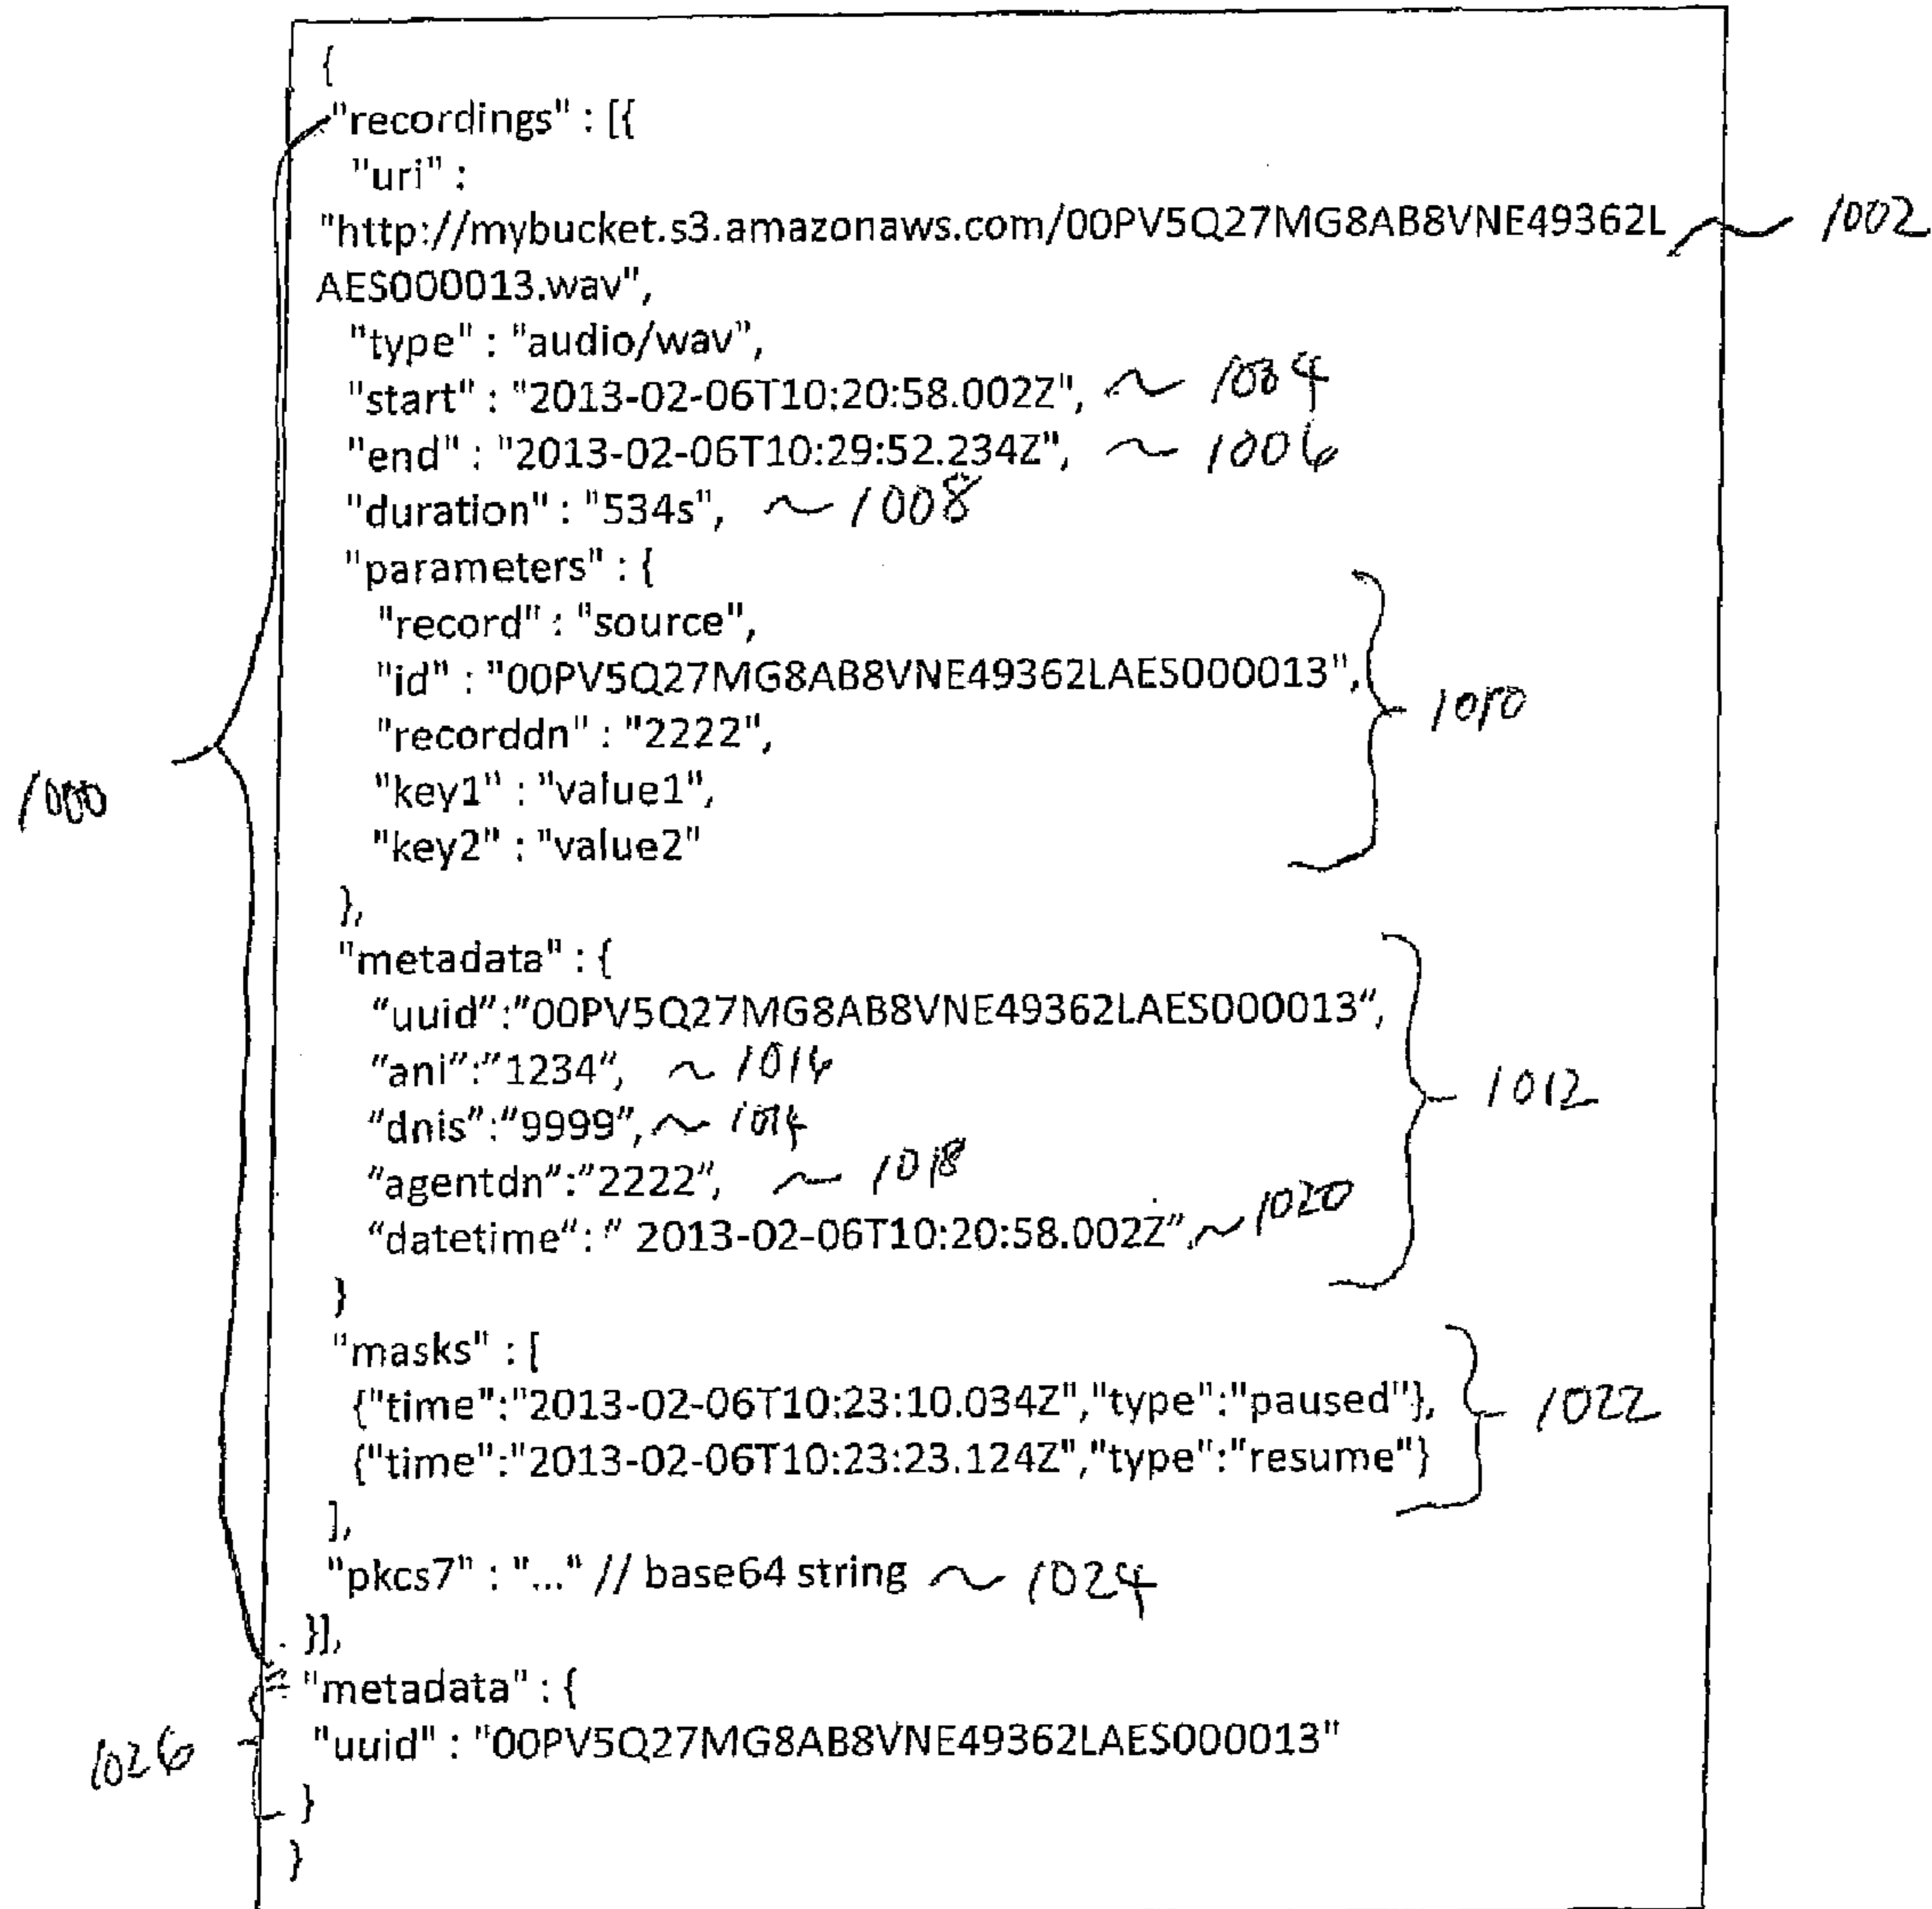 {
"recordings" : [{
"uri" :
"http://mybucket.s3.amazonaws.com/00PV5Q27MG8AB8VNE49362L 1002
AES000013.wav",
"type" : "audio/wav",
"start" : "2013-02-06T10:20:58.002Z", 1004
"end" : "2013-02-06T10:29:52.234Z", 1006
"duration" : "534s", 1008
"parameters" : {
"record" : "source",
"id" : "00PV5Q27MG8AB8VNE49362LAES000013",
"recorddn" : "2222", 1010
"key1" : "value1",
1000
"key2" : "value2"
},
"metadata" : {
"uuid":"00PV5Q27MG8AB8VNE49362LAES000013",
"ani":"1234", 1016
"dnis":"9999", 1014
1012
"agentdn":"2222", 1018
"datetime":" 2013-02-06T10:20:58.002Z", 1020
}
"masks" : [
{"time":"2013-02-06T10:23:10.034Z","type":"paused"}, 1022
{"time":"2013-02-06T10:23:23.124Z","type":"resume"}
],
"pkcs7" : "..." // base64 string 1024
}],
"metadata" : {
"uuid" : "00PV5Q27MG8AB8VNE49362LAES000013"
1026
}
}